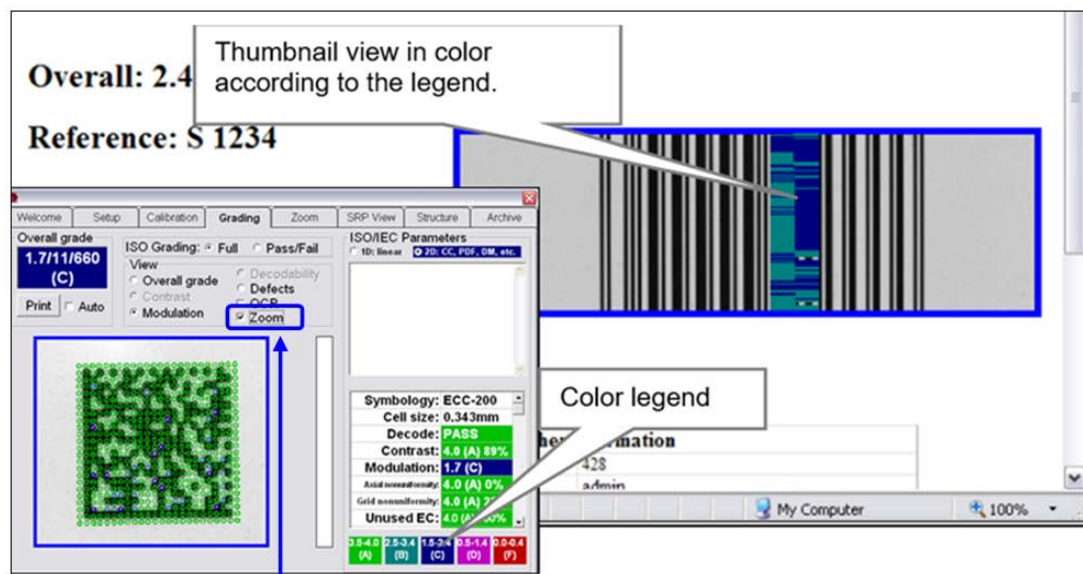 Thumbnail view in color
according to the legend.
Overall: 2.4
Reference: S 1234
Welcome Setup Calibration Grading Zoom SRP View Structure Archive
Overall grade
1.7/11/660
(C)
Print Auto
ISO Grading: Full Pass/Fail
View
Overall grade
Contrast
Modulation
Decodability
Defects
OCR
Zoom
ISO/IEC Parameters
1D: linear 2D: CC, PDF, DM, etc.
Symbology: ECC-200
Cell size: 0.343mm
Decode: PASS
Contrast: 4.0 (A) 89%
Modulation: 1.7 (C)
Axial nonuniformity: 4.0 (A) 0%
Grid nonuniformity: 4.0 (A)
Unused EC: 4.0 (A)
3.5-4.0 2.5-3.4 1.5-2.4 0.5-1.4 0.0-0.4
(A) (B) (C) (D) (F)
Color legend
428
admin
My Computer 100%